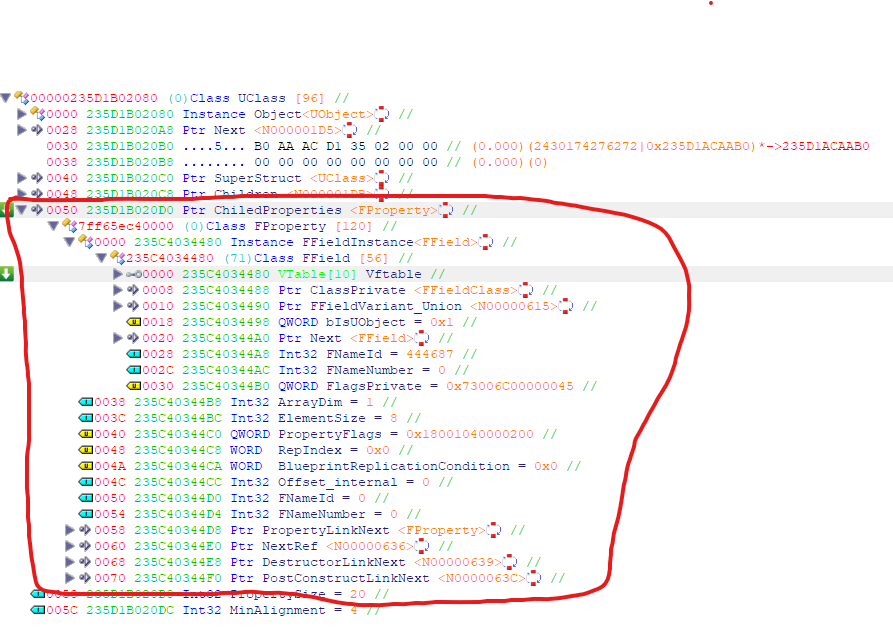 00000235D1B02080 (0)Class UClass [96] //
0000 235D1B02080 Instance Object<UObject> //
0028 235D1B020A8 Ptr Next <N000001D5> //
0030 235D1B020B0 ....5... B0 AA AC D1 35 02 00 00 // (0.000)(2430174276272|0x235D1ACAAB0)*->235D1ACAAB0
0038 235D1B020B8 ........ 00 00 00 00 00 00 00 00 // (0.000)(0)
0040 235D1B020C0 Ptr SuperStruct <UClass> //
0048 235D1B020C8 Ptr Children //
0050 235D1B020D0 Ptr ChiledProperties <FProperty> //
7ff65ec40000 (0)Class FProperty [120] //
0000 235C4034480 Instance FFieldInstance<FField> //
235C4034480 (71)Class FField [56] //
0000 235C4034480 VTable[10] Vftable //
0008 235C4034488 Ptr ClassPrivate <FFieldClass> //
0010 235C4034490 Ptr FFieldVariant_Union <N00000615> //
0018 235C4034498 QWORD bIsUObject = 0x1 //
0020 235C40344A0 Ptr Next <FField> //
0028 235C40344A8 Int32 FNameId = 444687 //
002C 235C40344AC Int32 FNameNumber = 0 //
0030 235C40344B0 QWORD FlagsPrivate = 0x73006C00000045 //
0038 235C40344B8 Int32 ArrayDim = 1 //
003C 235C40344BC Int32 ElementSize = 8 //
0040 235C40344C0 QWORD PropertyFlags = 0x18001040000200 //
0048 235C40344C8 WORD RepIndex = 0x0 //
004A 235C40344CA WORD BlueprintReplicationCondition = 0x0 //
004C 235C40344CC Int32 Offset_internal = 0 //
0050 235C40344D0 Int32 FNameId = 0 //
0054 235C40344D4 Int32 FNameNumber = 0 //
0058 235C40344D8 Ptr PropertyLinkNext <FProperty> //
0060 235C40344E0 Ptr NextRef <N00000636> //
0068 235C40344E8 Ptr DestructorLinkNext <N00000639> //
0070 235C40344F0 Ptr PostConstructLinkNext <N0000063C> //
0058 235D1B020D8 Int32 PropertySize = 20 //
005C 235D1B020DC Int32 MinAlignment = 4 //